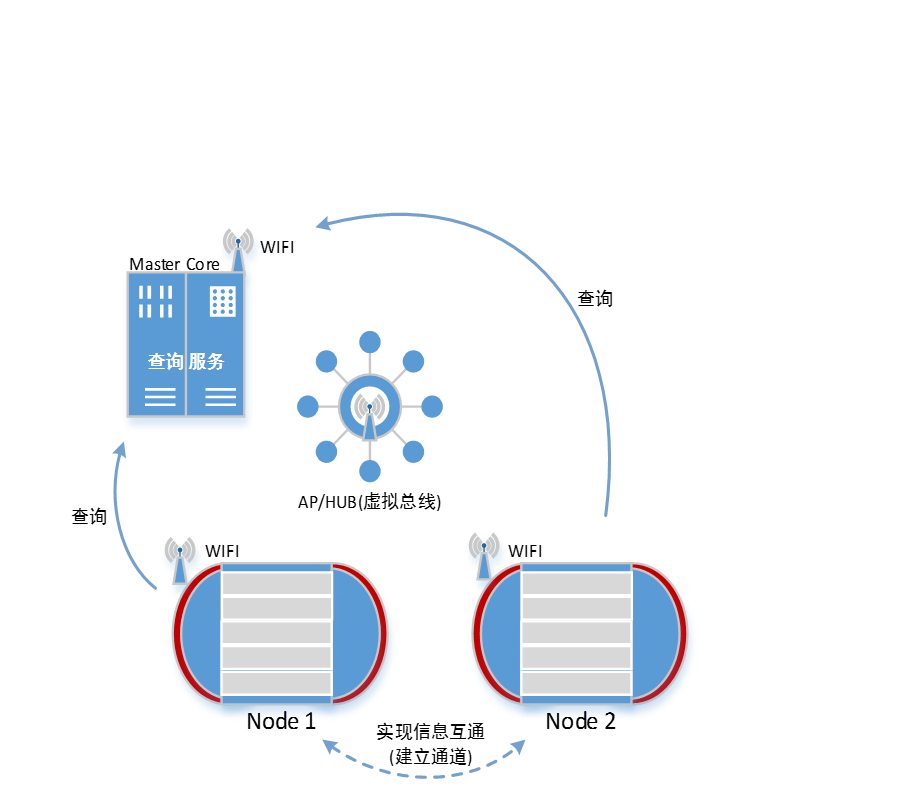 WIFI
Master Core
查询
查询服务
AP/HUB(虚拟总线)
查询
WIFI
WIFI
Node 1
Node 2
实现信息互通
(建立通道)